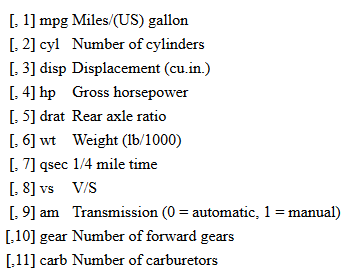 [, 1] mpg Miles/(US) gallon
[, 2] cyl Number of cylinders
[, 3] disp Displacement (cu.in.)
[, 4] hp Gross horsepower
[, 5] drat Rear axle ratio
[, 6] wt Weight (lb/1000)
[, 7] qsec 1/4 mile time
[, 8] vs V/S
[, 9] am Transmission (0 = automatic, 1 = manual)
[,10] gear Number of forward gears
[,11] carb Number of carburetors